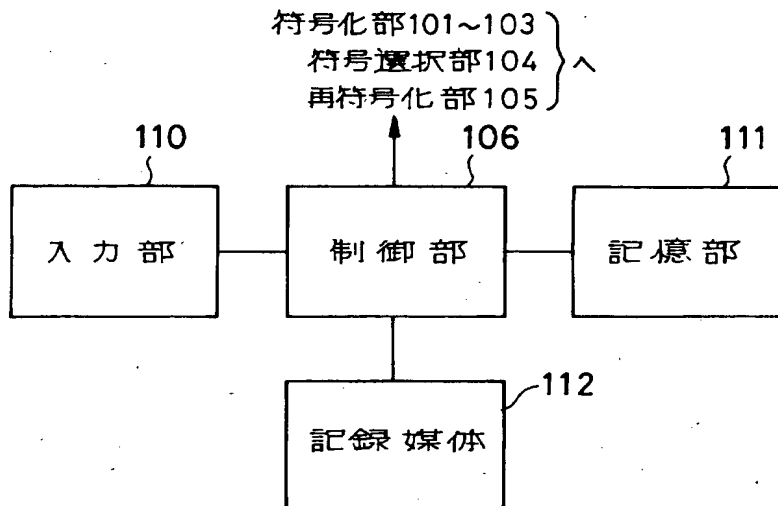 符号化部101~103
符号選択部104
再符号化部105
へ
110
106
111
入力部
制御部
記憶部
112
記録媒体